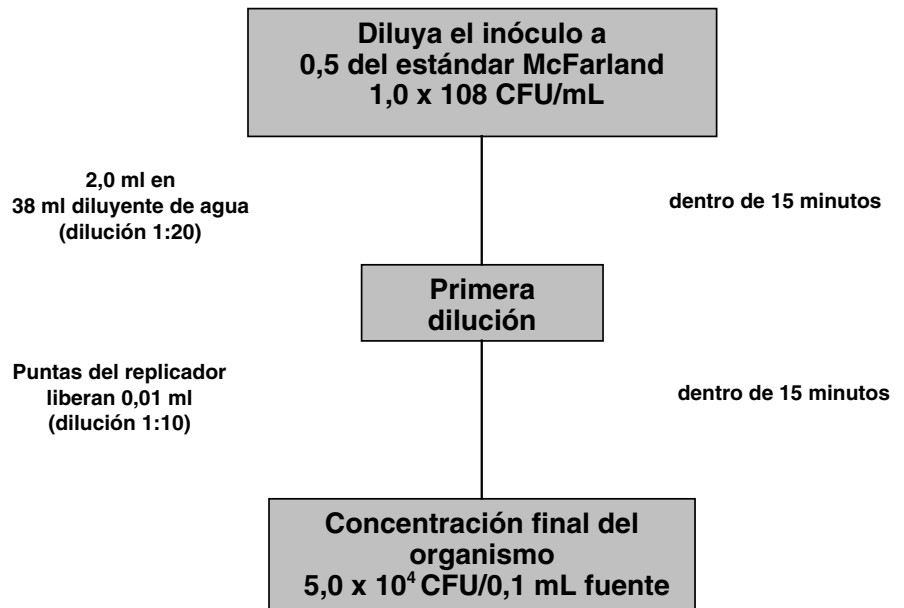 Diluya el inóculo a
0,5 del estándar McFarland
1,0 x 108 CFU/mL
2,0 ml en
38 ml diluyente de agua
(dilución 1:20)
dentro de 15 minutos
Primera
dilución
Puntas del replicador
liberan 0,01 ml
(dilución 1:10)
dentro de 15 minutos
Concentración final del
organismo
5,0 x 10⁴ CFU/0,1 mL fuente